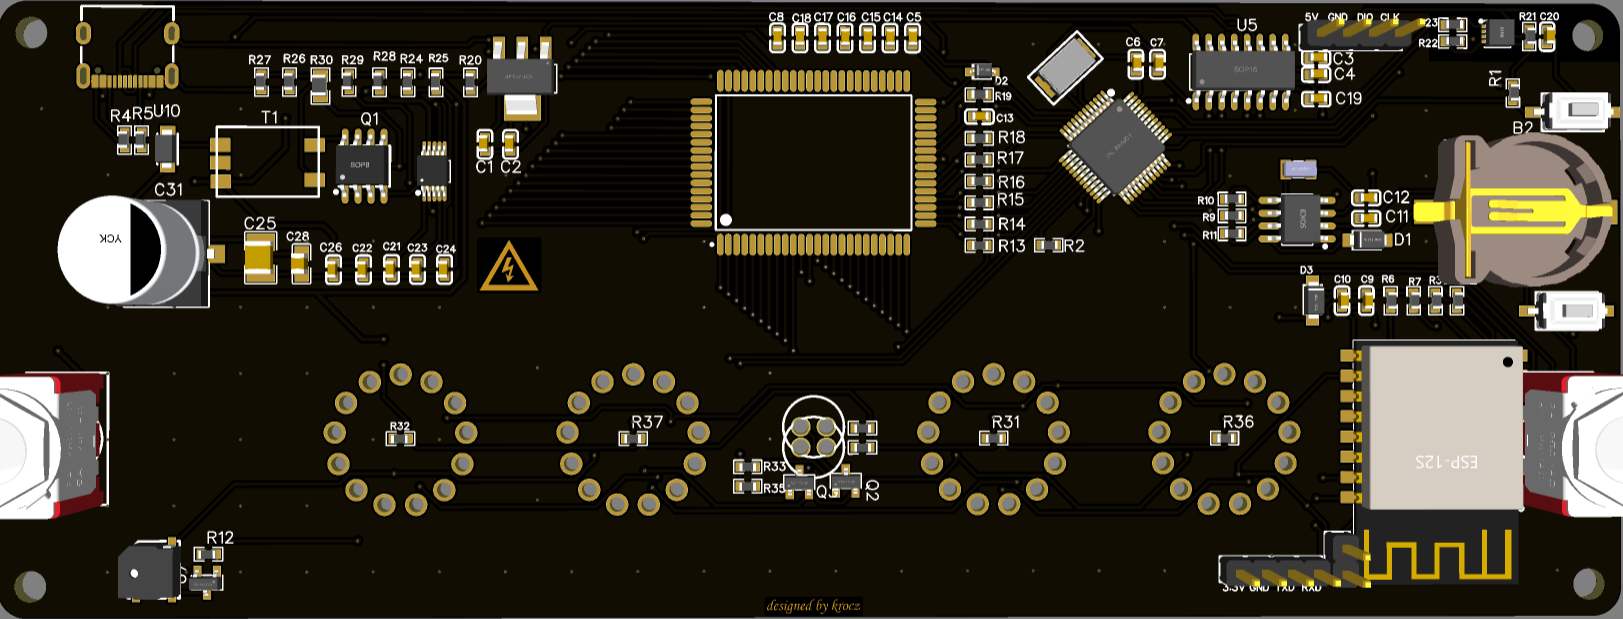 C8 C18 C17 C16 C15 C14 C5
U5
5V GND DIO CLK
R23
R22
R21 C20
R27 R26 R30 R29 R28 R24 R25 R20
C6 C7
C3
C4
C19
R1
D2
R19
C13
R4 R5 U10
T1
Q1
SOP8
SOP16
C1 C2
R18
R17
R16
R15
R14
R13 R2
B2
C31
YCK
C25
C28 C26 C22 C21 C23 C24
R10
R9
R11
C12
C11
D1
D3
C10 C9 R6 R7
R32
R37
R31
R36
R33
R35
Q2
ESP-12S
R12
3.3V GND TXD RXD
designed by krocz